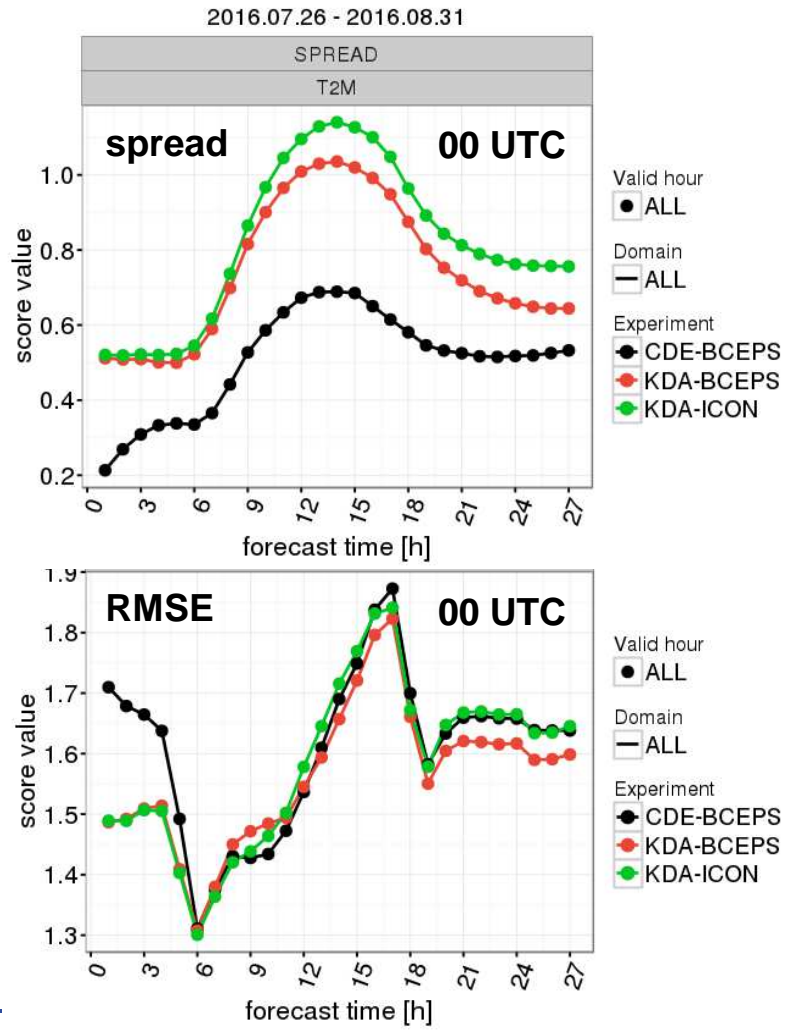 2016.07.26 - 2016.08.31
SPREAD
T2M
spread 00 UTC
score value
1.0
0.8
0.6
0.4
0.2
0 3 6 9 12 15 18 21 24 27
forecast time [h]
Valid hour
ALL
Domain
ALL
Experiment
CDE-BCEPS
KDA-BCEPS
KDA-ICON
RMSE 00 UTC
score value
1.9
1.8
1.7
1.6
1.5
1.4
1.3
0 3 6 9 12 15 18 21 24 27
forecast time [h]
Valid hour
ALL
Domain
ALL
Experiment
CDE-BCEPS
KDA-BCEPS
KDA-ICON